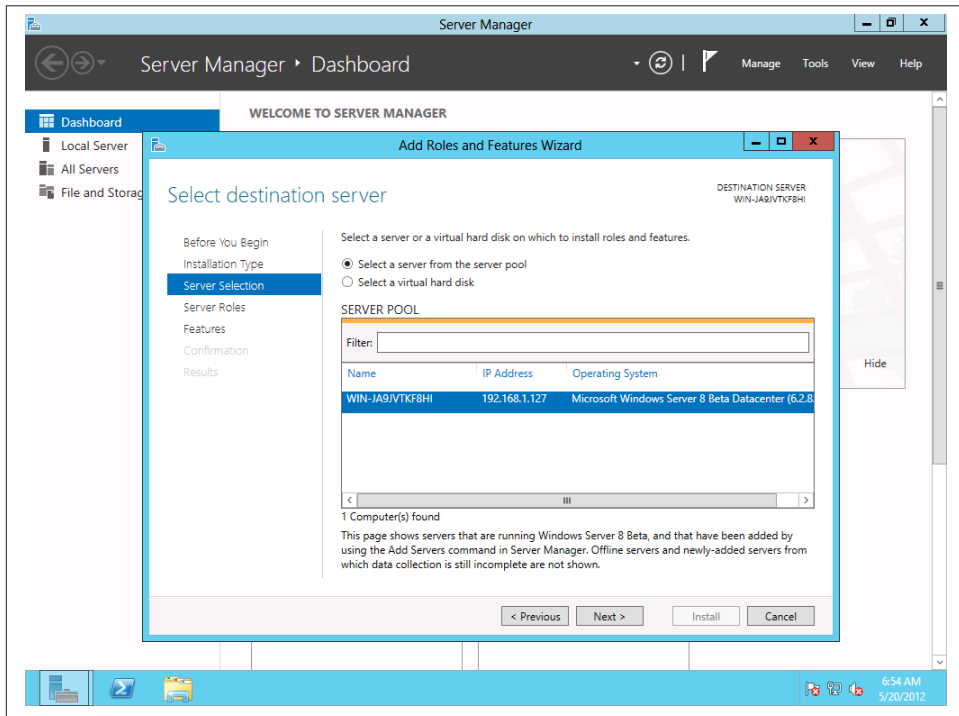 Server Manager
Server Manager ‣ Dashboard
Manage Tools View Help
WELCOME TO SERVER MANAGER
Dashboard
Local Server
All Servers
File and Storag
Add Roles and Features Wizard
Select destination server
DESTINATION SERVER
WIN-JA9JVTKF8HI
Before You Begin
Installation Type
Server Selection
Server Roles
Features
Confirmation
Results
Select a server or a virtual hard disk on which to install roles and features.
Select a server from the server pool
Select a virtual hard disk
SERVER POOL
Filter:
Name IP Address Operating System
WIN-JA9JVTKF8HI 192.168.1.127 Microsoft Windows Server 8 Beta Datacenter (6.2.8
1 Computer(s) found
This page shows servers that are running Windows Server 8 Beta, and that have been added by
using the Add Servers command in Server Manager. Offline servers and newly-added servers from
which data collection is still incomplete are not shown.
< Previous Next > Install Cancel
Hide
6:54 AM
5/20/2012